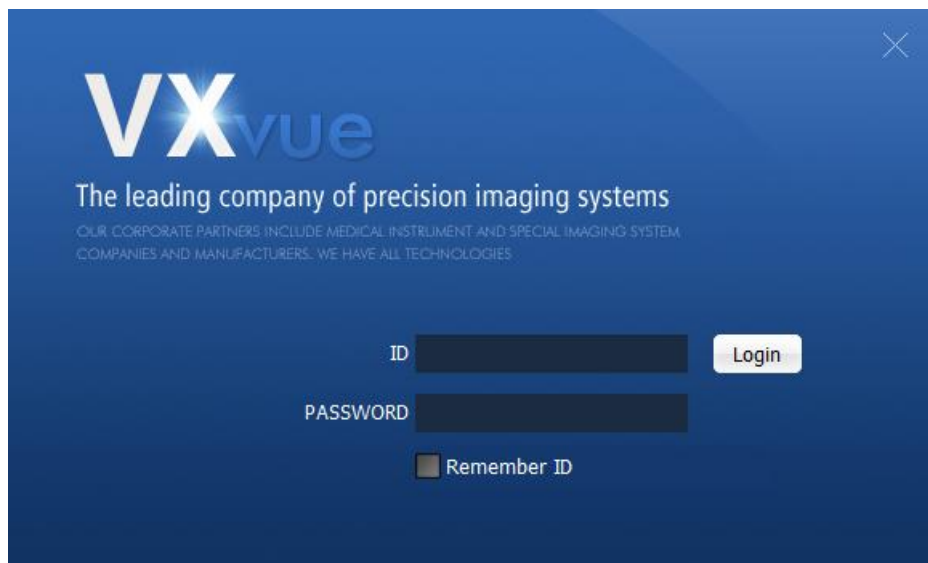 VXvue
The leading company of precision imaging systems
OUR CORPORATE PARTNERS INCLUDE MEDICAL INSTRUMENT AND SPECIAL IMAGING SYSTEM
COMPANIES AND MANUFACTURERS. WE HAVE ALL TECHNOLOGIES
ID
Login
PASSWORD
Remember ID